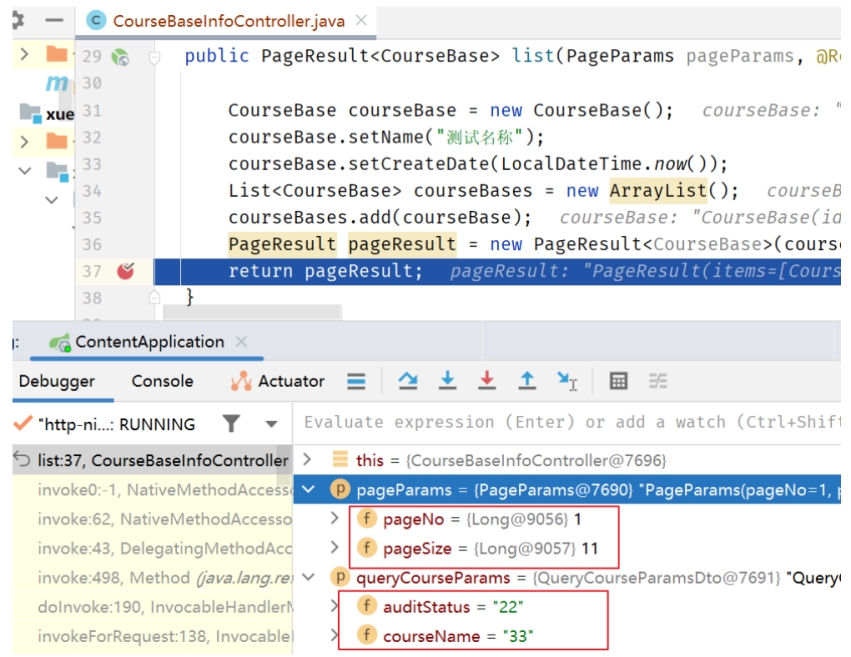 CourseBaseInfoController.java
29 public PageResult<CourseBase> list(PageParams pageParams, @R
m 30
xue 31 CourseBase courseBase = new CourseBase(); courseBase: "
32 courseBase.setName("测试名称");
33 courseBase.setCreateDate(LocalDateTime.now());
34 List<CourseBase> courseBases = new ArrayList(); courseB
35 courseBases.add(courseBase); courseBase: "CourseBase(id
36 PageResult pageResult = new PageResult<CourseBase>(cours
37 return pageResult; pageResult: "PageResult(items=[Cours
38 }
ContentApplication
Debugger Console Actuator
"http-ni...: RUNNING
Evaluate expression (Enter) or add a watch (Ctrl+Shift
list:37, CourseBaseInfoController
this = {CourseBaseInfoController@7696}
invoke0:-1, NativeMethodAccesso
pageParams = {PageParams@7690} "PageParams(pageNo=1, p
invoke:62, NativeMethodAccesso
pageNo = {Long@9056} 1
invoke:43, DelegatingMethodAcc
pageSize = {Long@9057} 11
invoke:498, Method (java.lang.re
queryCourseParams = {QueryCourseParamsDto@7691} "Query
doInvoke:190, InvocableHandlerM
auditStatus = "22"
invokeForRequest:138, Invocable
courseName = "33"